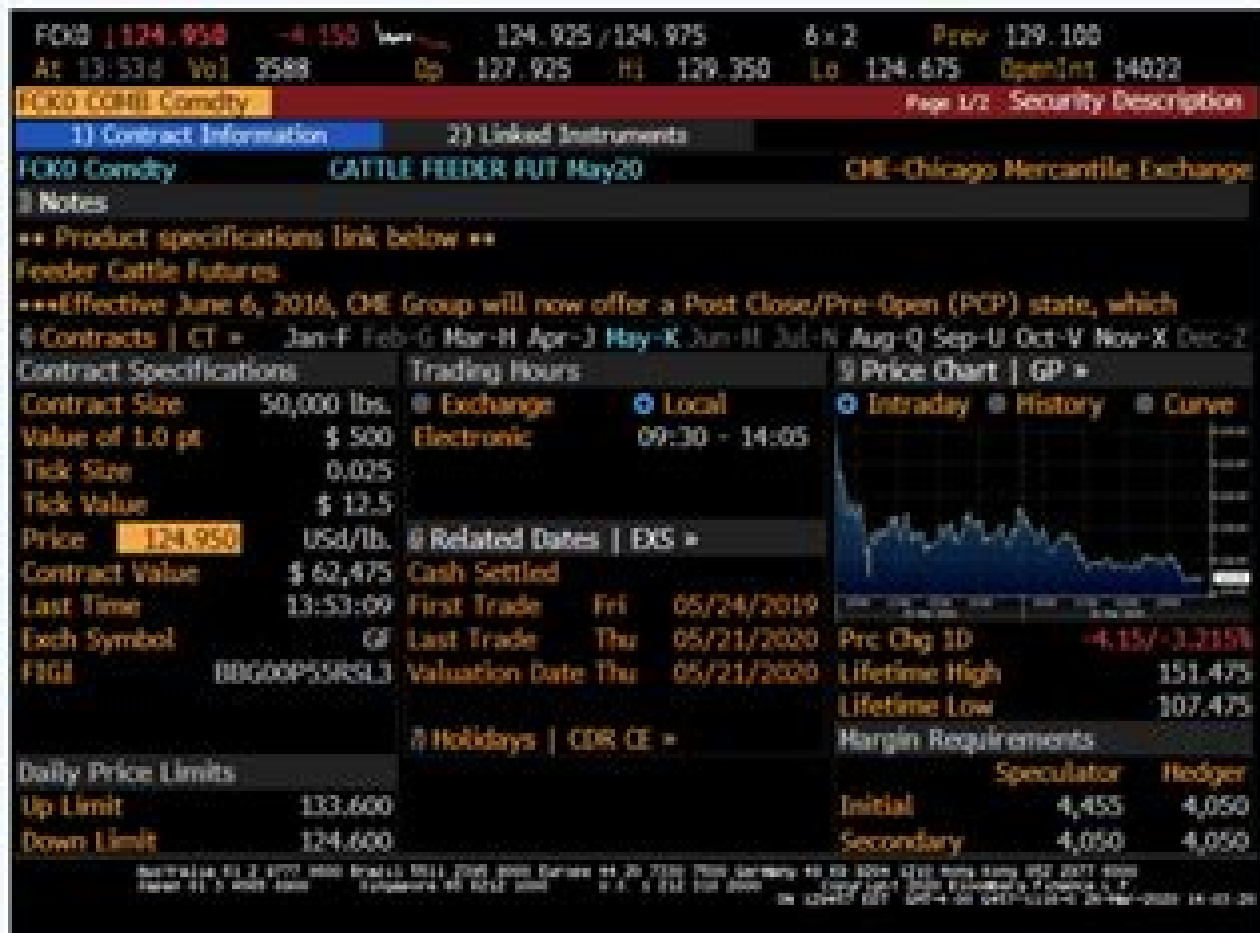 FCK0 ↓124.950 -4.150 124.925/124.975 6x2 Prev 129.100
At 13:53d Vol 3588 Op 127.925 Hi 129.350 Lo 124.675 OpenInt 14022
FCK0 COMB Comdty Page 1/2 Security Description
1) Contract Information 2) Linked Instruments
FCK0 Comdty CATTLE FEEDER FUT May20 CME-Chicago Mercantile Exchange
Notes
** Product specifications link below **
Feeder Cattle Futures
***Effective June 6, 2016, CME Group will now offer a Post Close/Pre-Open (PCP) state, which
Contracts | CT » Jan-F Feb-G Mar-H Apr-J May-K Jun-M Jul-N Aug-Q Sep-U Oct-V Nov-X Dec-Z
Contract Specifications Trading Hours Price Chart | GP »
Contract Size 50,000 lbs. Exchange Local Intraday History Curve
Value of 1.0 pt $ 500 Electronic 09:30 - 14:05
Tick Size 0.025
Tick Value $ 12.5
Price 124.950 USd/lb. Related Dates | EXS »
Contract Value $ 62,475 Cash Settled
Last Time 13:53:09 First Trade Fri 05/24/2019
Exch Symbol GF Last Trade Thu 05/21/2020 Prc Chg 1D -4.15/-3.215%
FIGI BBG00P55RSL3 Valuation Date Thu 05/21/2020 Lifetime High 151.475
Lifetime Low 107.475
Holidays | CDR CE » Margin Requirements
Daily Price Limits Speculator Hedger
Up Limit 133.600 Initial 4,455 4,050
Down Limit 124.600 Secondary 4,050 4,050